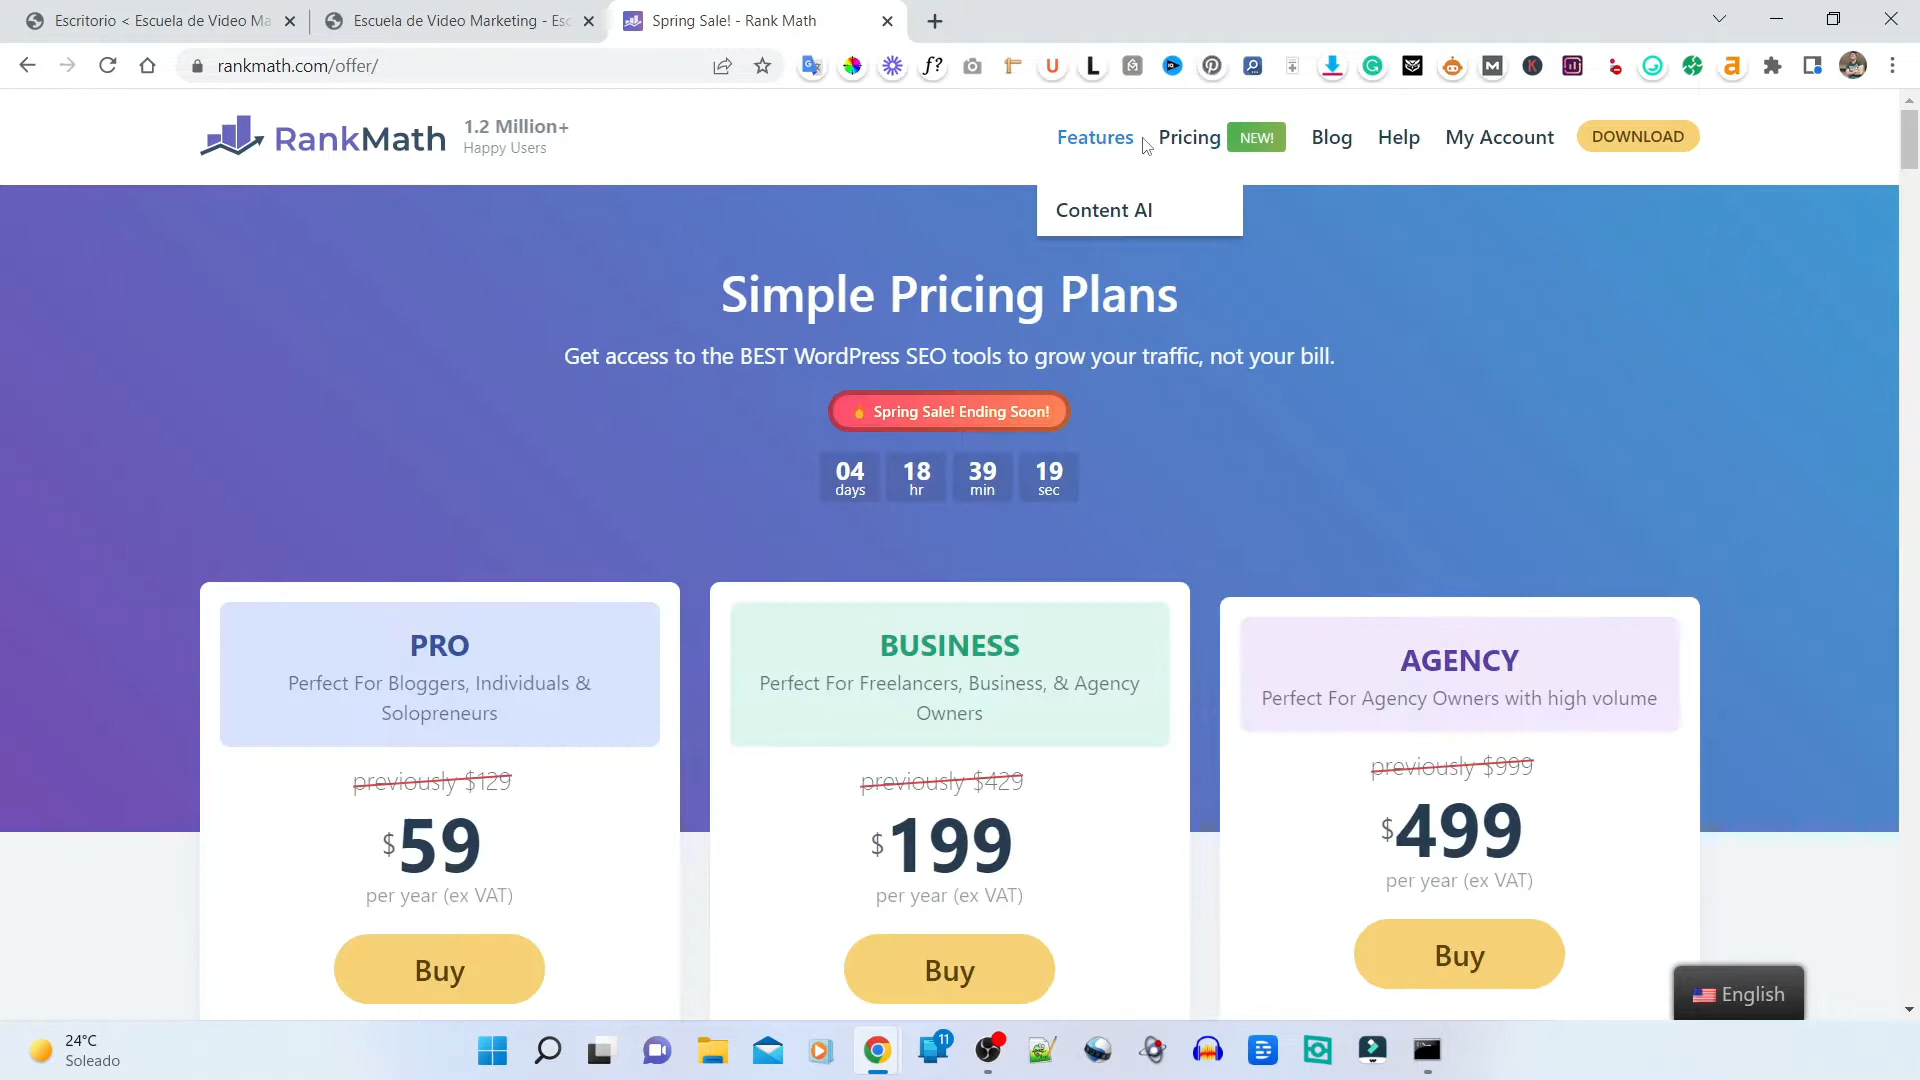 Escritorio < Escuela de Video Ma
Escuela de Video Marketing - Esc
Spring Sale! - Rank Math
rankmath.com/offer/
RankMath
1.2 Million+
Happy Users
Features
Pricing
NEW!
Blog
Help
My Account
DOWNLOAD
Content AI
Simple Pricing Plans
Get access to the BEST WordPress SEO tools to grow your traffic, not your bill.
Spring Sale! Ending Soon!
04 18 39 19
days hr min sec
PRO
Perfect For Bloggers, Individuals &
Solopreneurs
previously $129
$59
per year (ex VAT)
Buy
BUSINESS
Perfect For Freelancers, Business, & Agency
Owners
previously $429
$199
per year (ex VAT)
Buy
AGENCY
Perfect For Agency Owners with high volume
previously $999
$499
per year (ex VAT)
Buy
English
24°C
Soleado
11